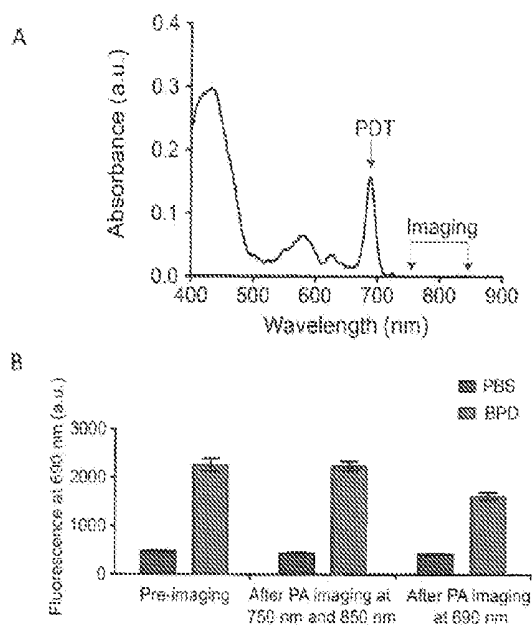 A
Absorbance (a.u.)
0.4
0.3
0.2
0.1
0.0
PDT
Imaging
400 500 600 700 800 900
Wavelength (nm)
B
PBS
BPD
Fluorescence at 690 nm (a.u.)
3000
2000
1000
0
Pre-imaging
After PA imaging at
750 nm and 850 nm
After PA imaging
at 690 nm